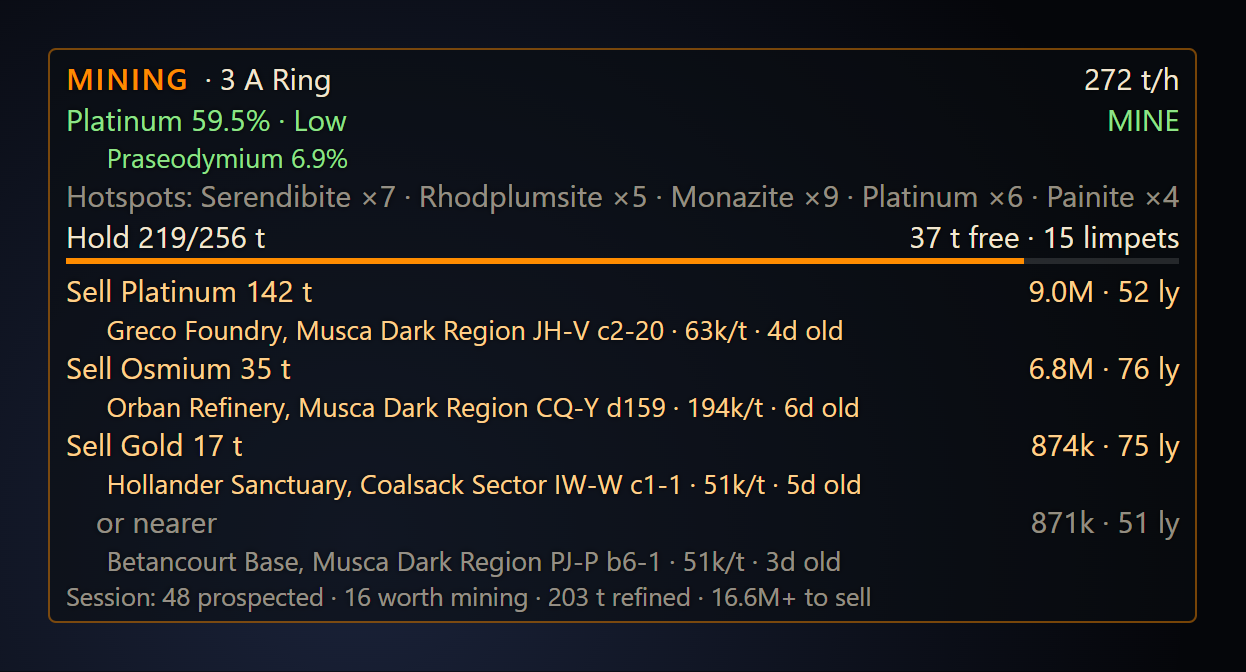 MINING · 3 A Ring 272 t/h
Platinum 59.5% · Low MINE
Praseodymium 6.9%
Hotspots: Serendibite ×7 · Rhodplumsite ×5 · Monazite ×9 · Platinum ×6 · Painite ×4
Hold 219/256 t 37 t free · 15 limpets
Sell Platinum 142 t 9.0M · 52 ly
Greco Foundry, Musca Dark Region JH-V c2-20 · 63k/t · 4d old
Sell Osmium 35 t 6.8M · 76 ly
Orban Refinery, Musca Dark Region CQ-Y d159 · 194k/t · 6d old
Sell Gold 17 t 874k · 75 ly
Hollander Sanctuary, Coalsack Sector IW-W c1-1 · 51k/t · 5d old
or nearer 871k · 51 ly
Betancourt Base, Musca Dark Region PJ-P b6-1 · 51k/t · 3d old
Session: 48 prospected · 16 worth mining · 203 t refined · 16.6M+ to sell